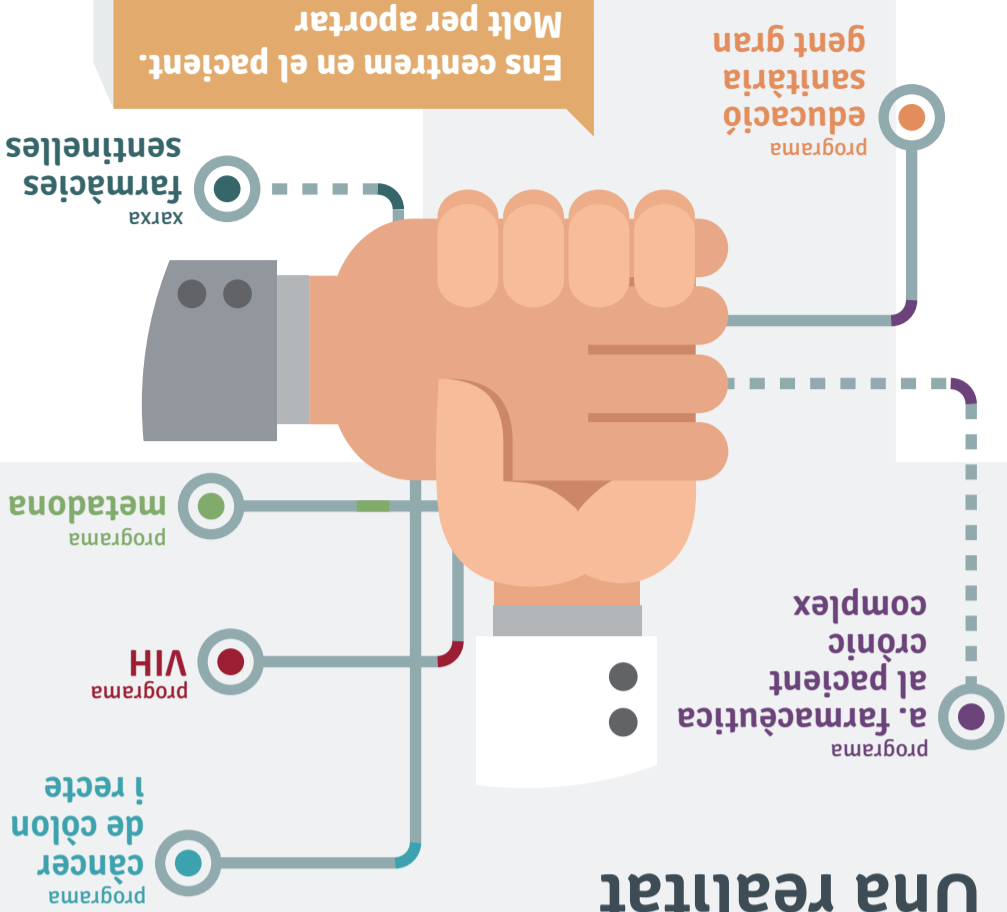 Una realitat
programa
càncer
de còlon
i recte
programa
a. farmacèutica
al pacient
crònic
complex
programa
VIH
programa
metadona
xarxa
farmàcies
sentinelles
programa
educació
sanitària
gent gran
Ens centrem en el pacient.
Molt per aportar